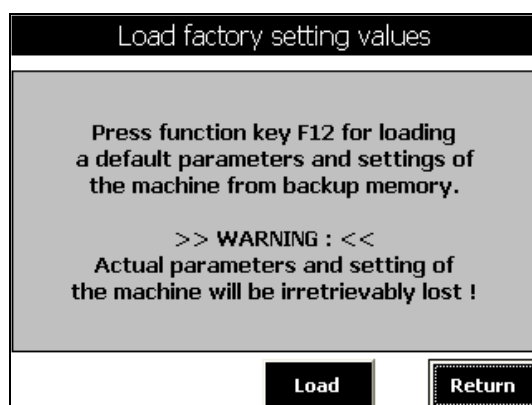 Load factory setting values
Press function key F12 for loading
a default parameters and settings of
the machine from backup memory.
>> WARNING : <<
Actual parameters and setting of
the machine will be irretrievably lost !
Load
Return